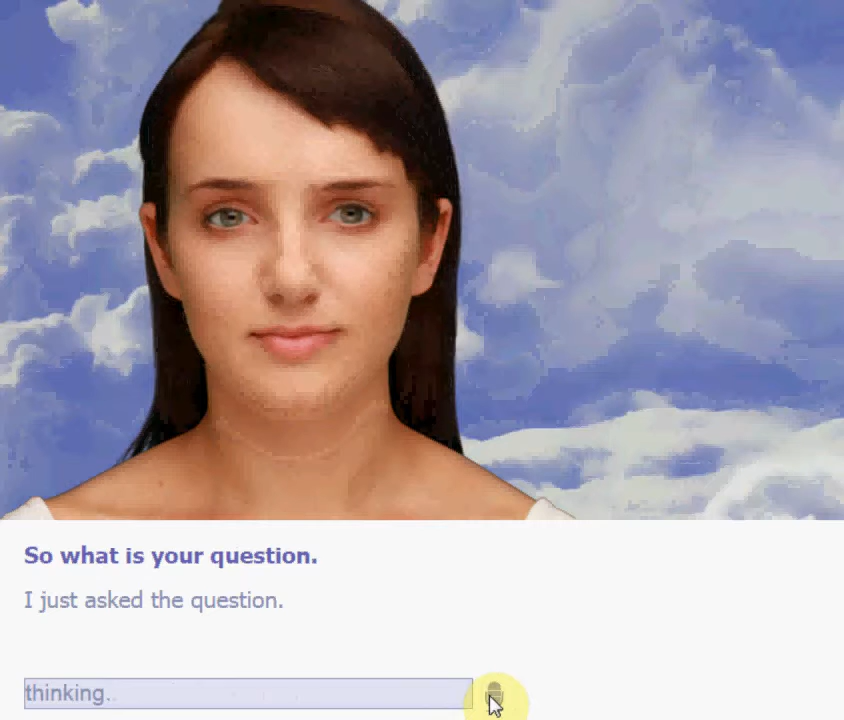 So what is your question.
I just asked the question.
thinking..